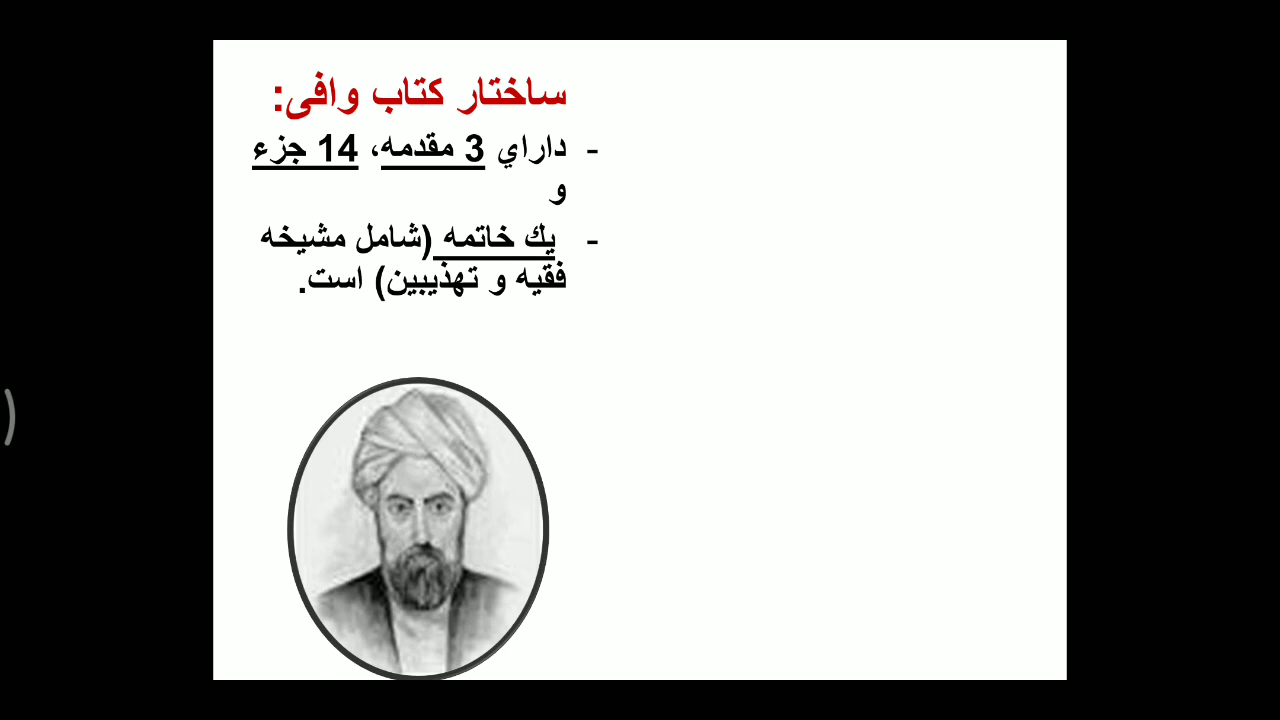 ساختار کتاب وافی:
- داراي 3 مقدمه، 14 جزء
و
- يك خاتمه (شامل مشيخه
فقيه و تهذيبين) است.